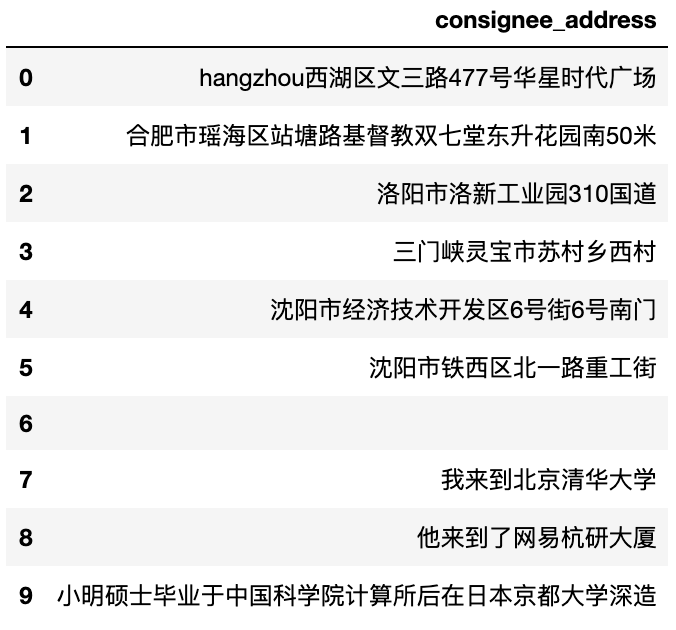 consignee_address
0 hangzhou西湖区文三路477号华星时代广场
1 合肥市瑶海区站塘路基督教双七堂东升花园南50米
2 洛阳市洛新工业园310国道
3 三门峡灵宝市苏村乡西村
4 沈阳市经济技术开发区6号街6号南门
5 沈阳市铁西区北一路重工街
6
7 我来到北京清华大学
8 他来到了网易杭研大厦
9 小明硕士毕业于中国科学院计算所后在日本京都大学深造